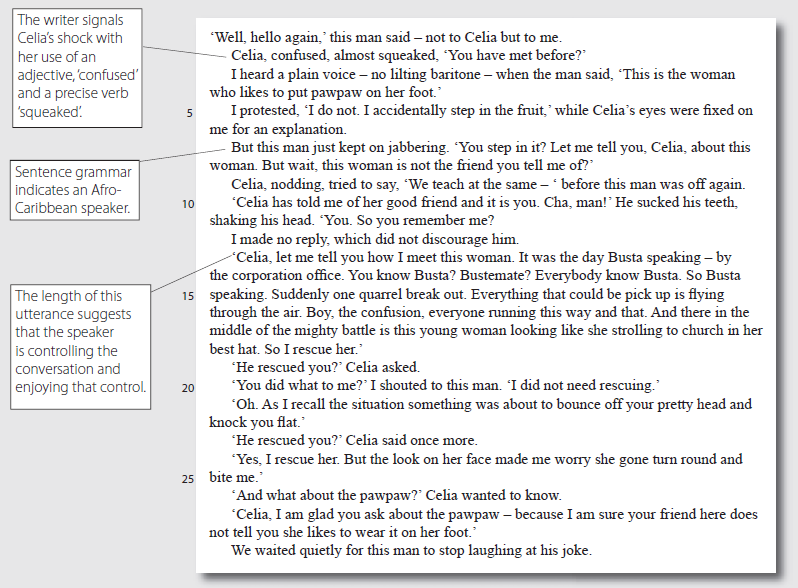 The writer signals
Celia's shock with
her use of an
adjective, 'confused'
and a precise verb
'squeaked'.
Sentence grammar
indicates an Afro-
Caribbean speaker.
The length of this
utterance suggests
that the speaker
is controlling the
conversation and
enjoying that control.
'Well, hello again,' this man said – not to Celia but to me.
Celia, confused, almost squeaked, 'You have met before?'
I heard a plain voice – no lilting baritone – when the man said, 'This is the woman
who likes to put pawpaw on her foot.'
5 I protested, 'I do not. I accidentally step in the fruit,' while Celia's eyes were fixed on
me for an explanation.
But this man just kept on jabbering. 'You step in it? Let me tell you, Celia, about this
woman. But wait, this woman is not the friend you tell me of?'
Celia, nodding, tried to say, 'We teach at the same – ' before this man was off again.
10 'Celia has told me of her good friend and it is you. Cha, man!' He sucked his teeth,
shaking his head. 'You. So you remember me?
I made no reply, which did not discourage him.
'Celia, let me tell you how I meet this woman. It was the day Busta speaking – by
the corporation office. You know Busta? Bustemate? Everybody know Busta. So Busta
15 speaking. Suddenly one quarrel break out. Everything that could be pick up is flying
through the air. Boy, the confusion, everyone running this way and that. And there in the
middle of the mighty battle is this young woman looking like she strolling to church in her
best hat. So I rescue her.'
'He rescued you?' Celia asked.
20 'You did what to me?' I shouted to this man. 'I did not need rescuing.'
'Oh. As I recall the situation something was about to bounce off your pretty head and
knock you flat.'
'He rescued you?' Celia said once more.
'Yes, I rescue her. But the look on her face made me worry she gone turn round and
25 bite me.'
'And what about the pawpaw?' Celia wanted to know.
'Celia, I am glad you ask about the pawpaw – because I am sure your friend here does
not tell you she likes to wear it on her foot.'
We waited quietly for this man to stop laughing at his joke.